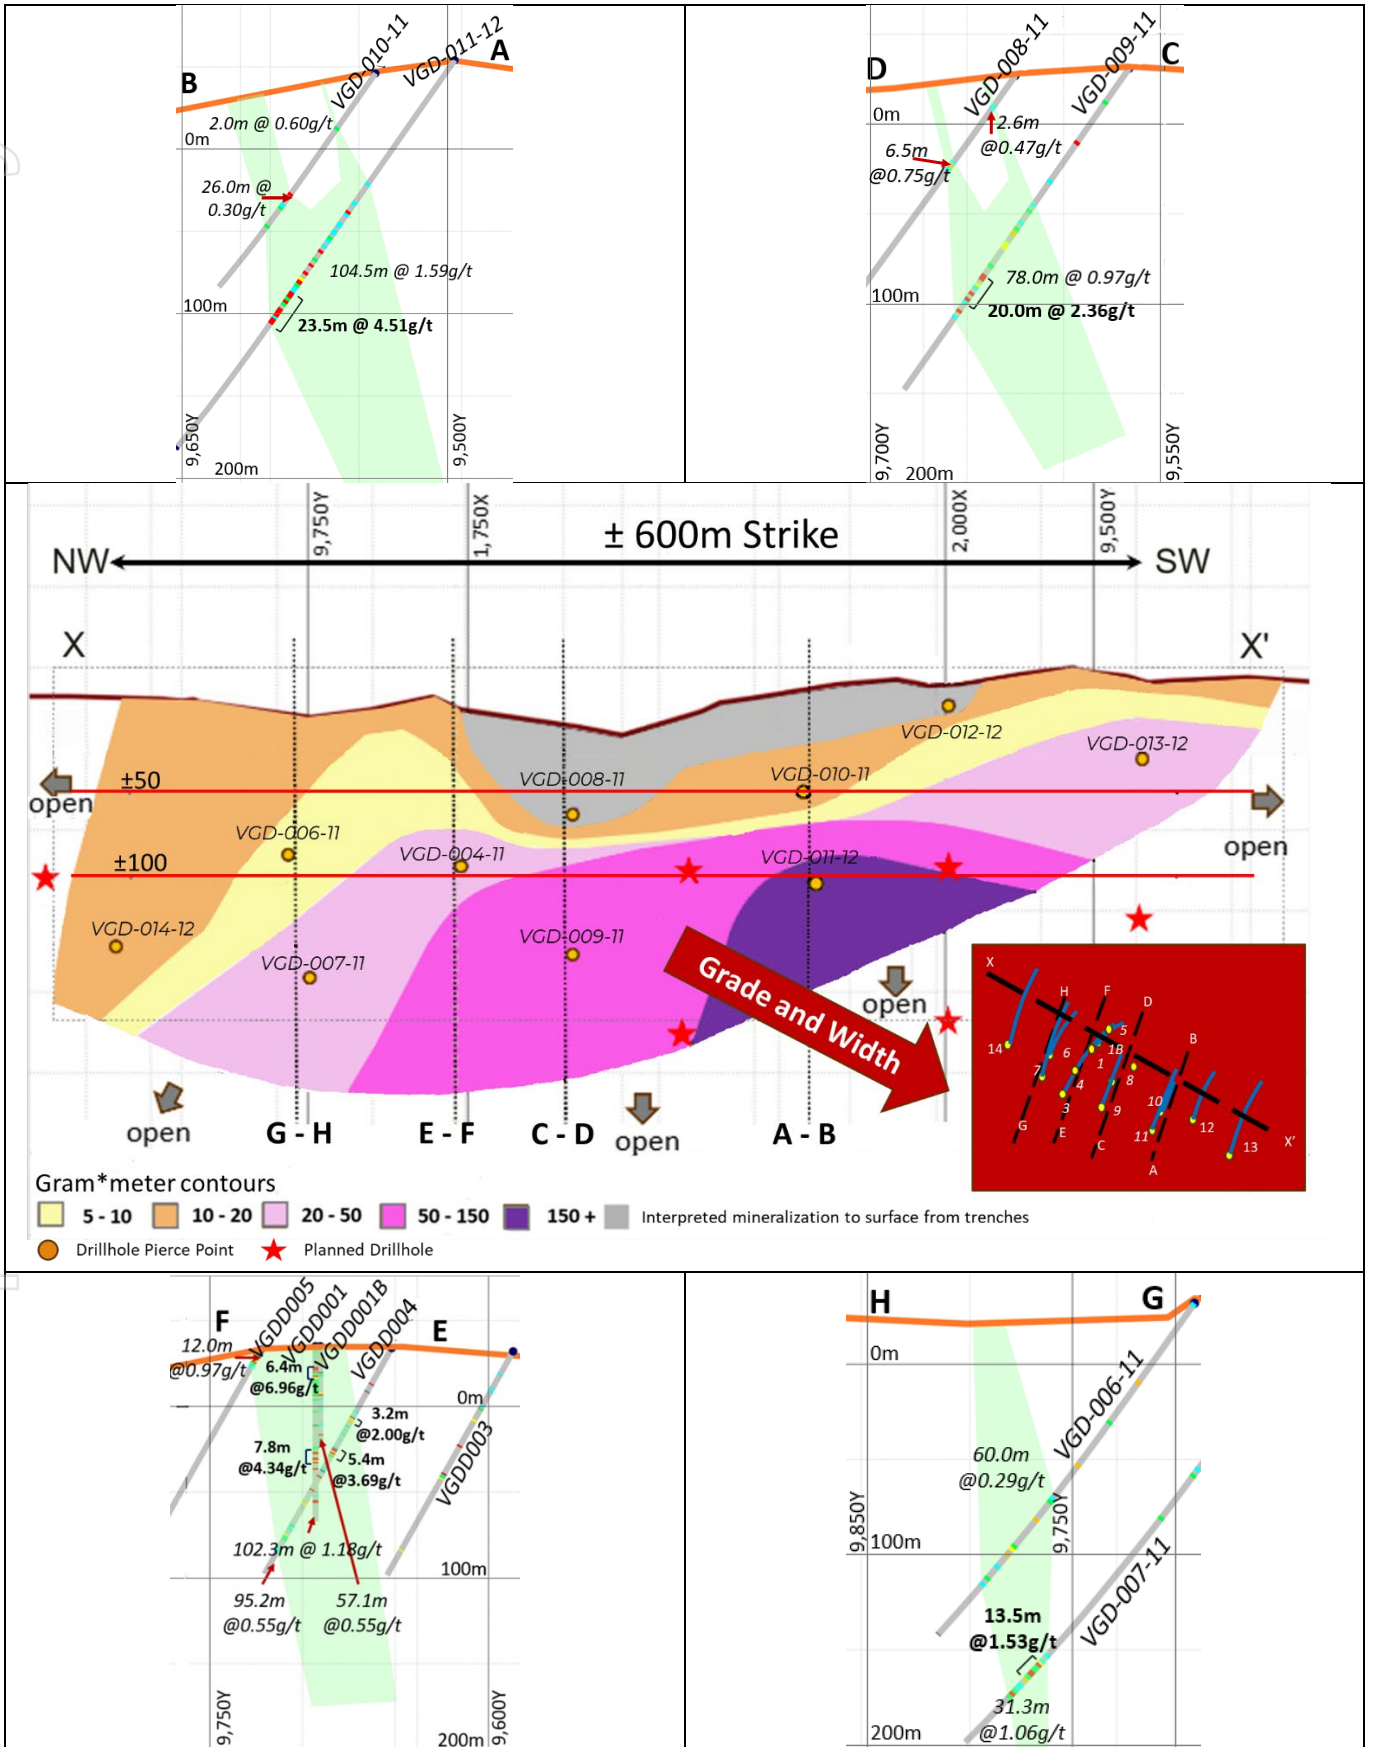 B
VGD-010-11
VGD-011-12
A
2.0m @ 0.60g/t
0m
26.0m @
0.30g/t
104.5m @ 1.59g/t
100m
23.5m @ 4.51g/t
9,650Y
200m
9,500Y
D
VGD-008-11
VGD-009-11
C
0m
2.6m
@0.47g/t
6.5m
@0.75g/t
78.0m @ 0.97g/t
100m
20.0m @ 2.36g/t
9,700Y
200m
9,550Y
9,750Y
1,750X
± 600m Strike
2,000X
9,500Y
NW
SW
X
X'
VGD-012-12
VGD-013-12
±50
VGD-008-11
VGD-010-11
open
VGD-006-11
VGD-004-11
±100
VGD-011-12
open
VGD-014-12
VGD-009-11
VGD-007-11
Grade and Width
open
X
H
F
D
B
5
14
6
1B
1
7
4
8
3
9
10
11
12
13
G
E
C
A
X'
open
G - H
E - F
C - D
open
A - B
Gram*meter contours
5 - 10
10 - 20
20 - 50
50 - 150
150 +
Interpreted mineralization to surface from trenches
Drillhole Pierce Point
Planned Drillhole
F
VGDD005
VGDD001
VGDD001B
VGDD004
E
12.0m
@0.97g/t
6.4m
@6.96g/t
0m
3.2m
@2.00g/t
7.8m
@4.34g/t
5.4m
@3.69g/t
VGDD003
102.3m @ 1.18g/t
100m
95.2m
@0.55g/t
57.1m
@0.55g/t
9,750Y
200m
9,600Y
H
G
0m
VGD-006-11
60.0m
@0.29g/t
9,850Y
9,750Y
100m
VGD-007-11
13.5m
@1.53g/t
31.3m
@1.06g/t
200m